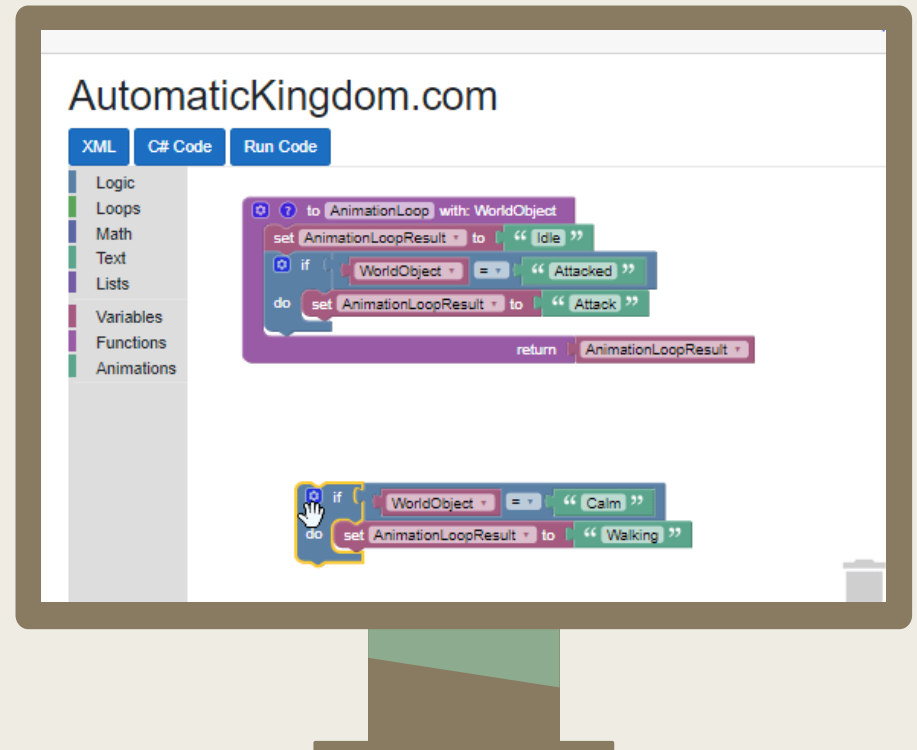 AutomaticKingdom.com
XML C# Code Run Code
Logic
Loops
Math
Text
Lists
Variables
Functions
Animations
? to AnimationLoop with: WorldObject
set AnimationLoopResult to “ Idle ”
if WorldObject = “ Attacked ”
do set AnimationLoopResult to “ Attack ”
return AnimationLoopResult
if WorldObject = “ Calm ”
do set AnimationLoopResult to “ Walking ”